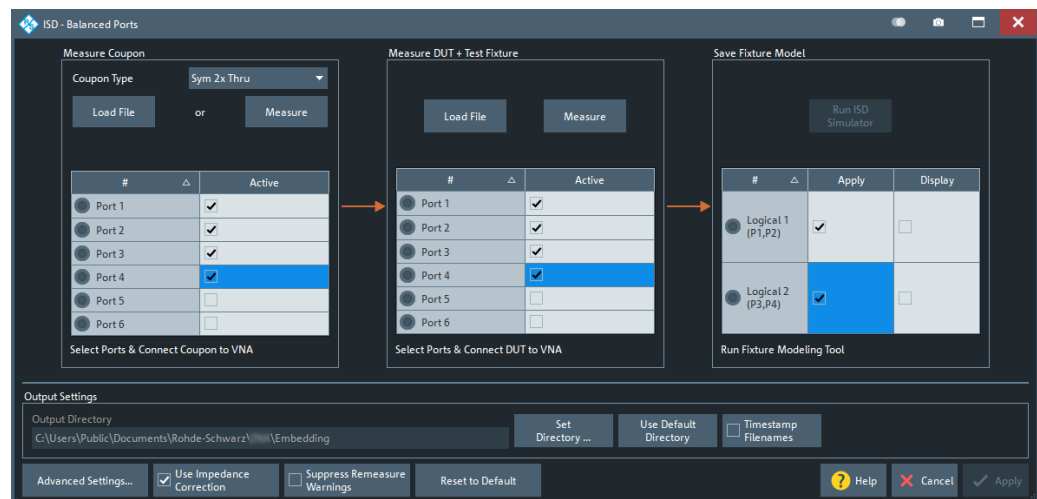 ISD - Balanced Ports
Measure Coupon
Coupon Type
Sym 2x Thru
Load File
or
Measure
# Active
Port 1
Port 2
Port 3
Port 4
Port 5
Port 6
Select Ports & Connect Coupon to VNA
Measure DUT + Test Fixture
Load File
Measure
# Active
Port 1
Port 2
Port 3
Port 4
Port 5
Port 6
Select Ports & Connect DUT to VNA
Save Fixture Model
Run ISD
Simulator
# Apply Display
Logical 1
(P1,P2)
Logical 2
(P3,P4)
Run Fixture Modeling Tool
Output Settings
Output Directory
C:\Users\Public\Documents\Rohde-Schwarz\ \Embedding
Set
Directory ...
Use Default
Directory
Timestamp
Filenames
Advanced Settings...
Use Impedance
Correction
Suppress Remeasure
Warnings
Reset to Default
? Help
Cancel
Apply